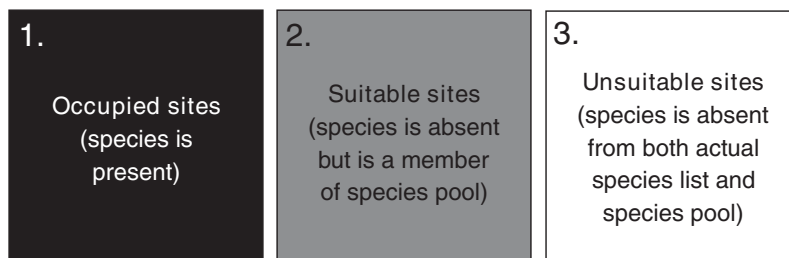 1.
Occupied sites
(species is
present)
2.
Suitable sites
(species is absent
but is a member
of species pool)
3.
Unsuitable sites
(species is absent
from both actual
species list and
species pool)